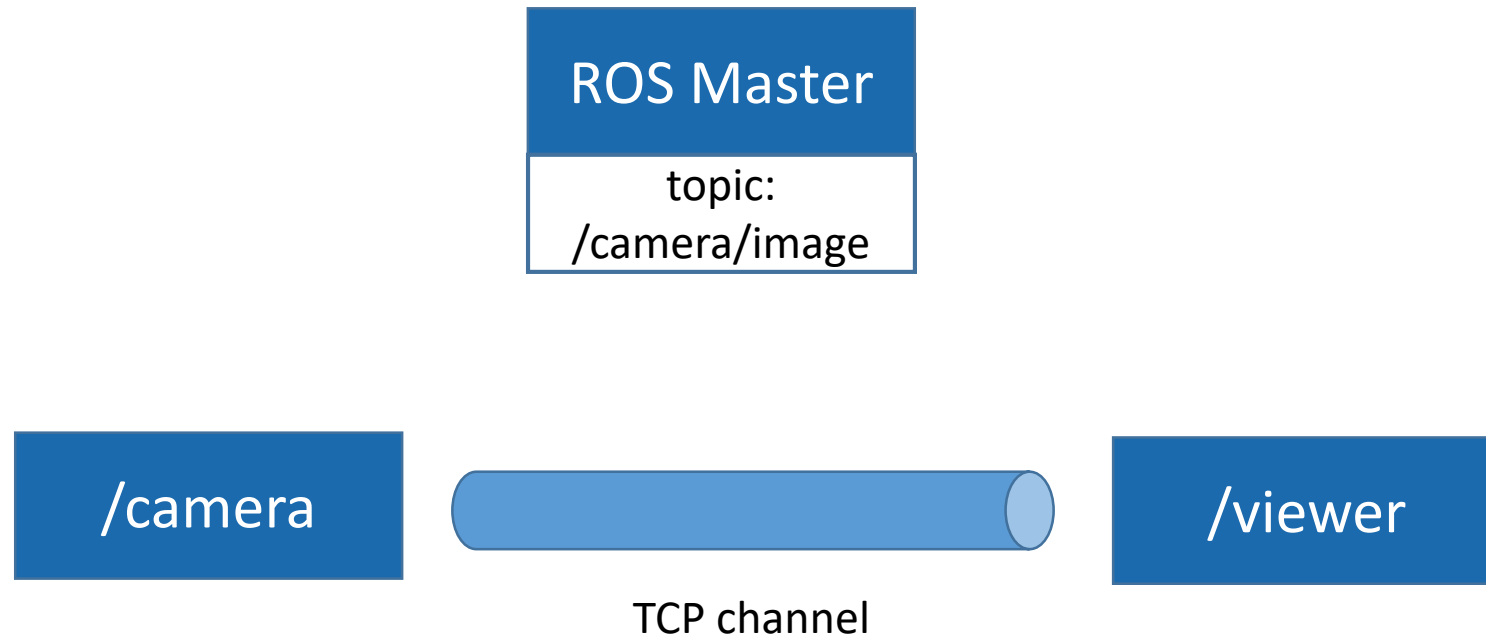 ROS Master
topic:
/camera/image
/camera
/viewer
TCP channel